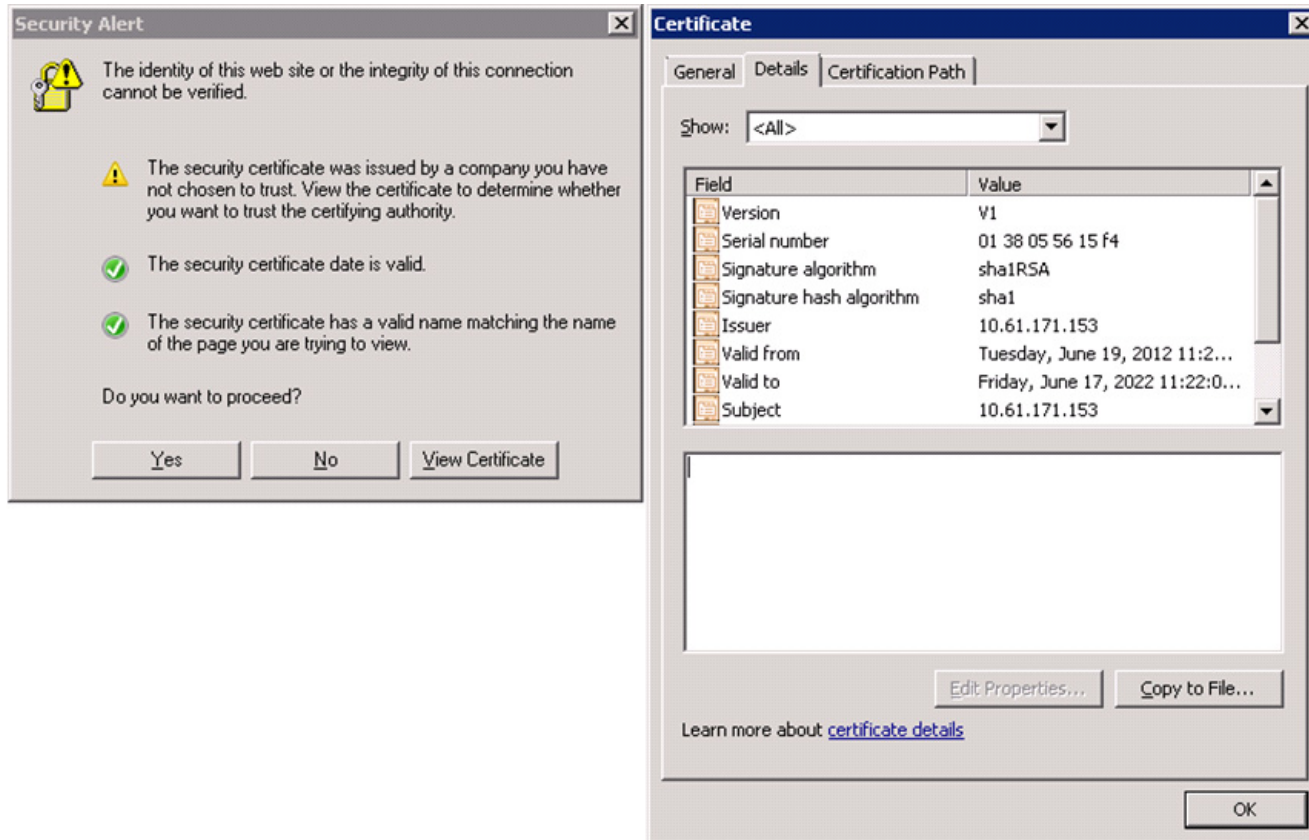 Security Alert
The identity of this web site or the integrity of this connection
cannot be verified.
The security certificate was issued by a company you have
not chosen to trust. View the certificate to determine whether
you want to trust the certifying authority.
The security certificate date is valid.
The security certificate has a valid name matching the name
of the page you are trying to view.
Do you want to proceed?
Yes No View Certificate
Certificate
General Details Certification Path
Show: <All>
Field Value
Version V1
Serial number 01 38 05 56 15 f4
Signature algorithm sha1RSA
Signature hash algorithm sha1
Issuer 10.61.171.153
Valid from Tuesday, June 19, 2012 11:2...
Valid to Friday, June 17, 2022 11:22:0...
Subject 10.61.171.153
Edit Properties... Copy to File...
Learn more about certificate details
OK